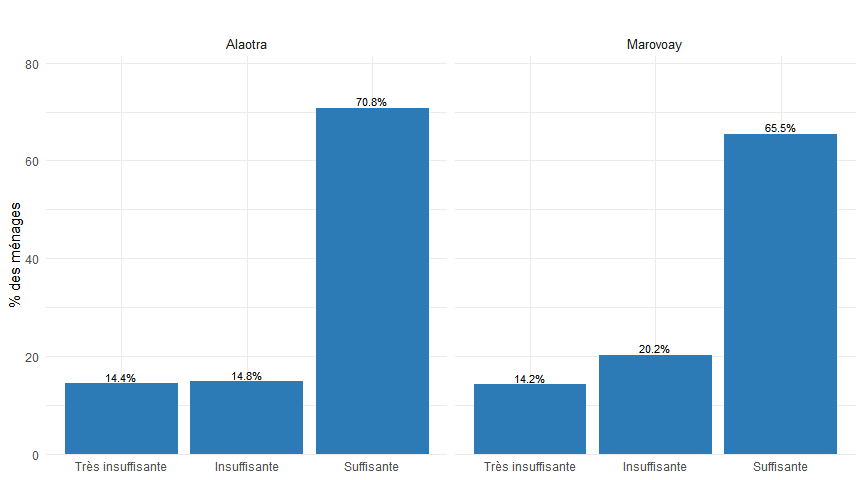 Alaotra
Marovoay
% des ménages
80
60
40
20
0
70.8%
14.4%
14.8%
65.5%
20.2%
14.2%
Très insuffisante
Insuffisante
Suffisante
Très insuffisante
Insuffisante
Suffisante